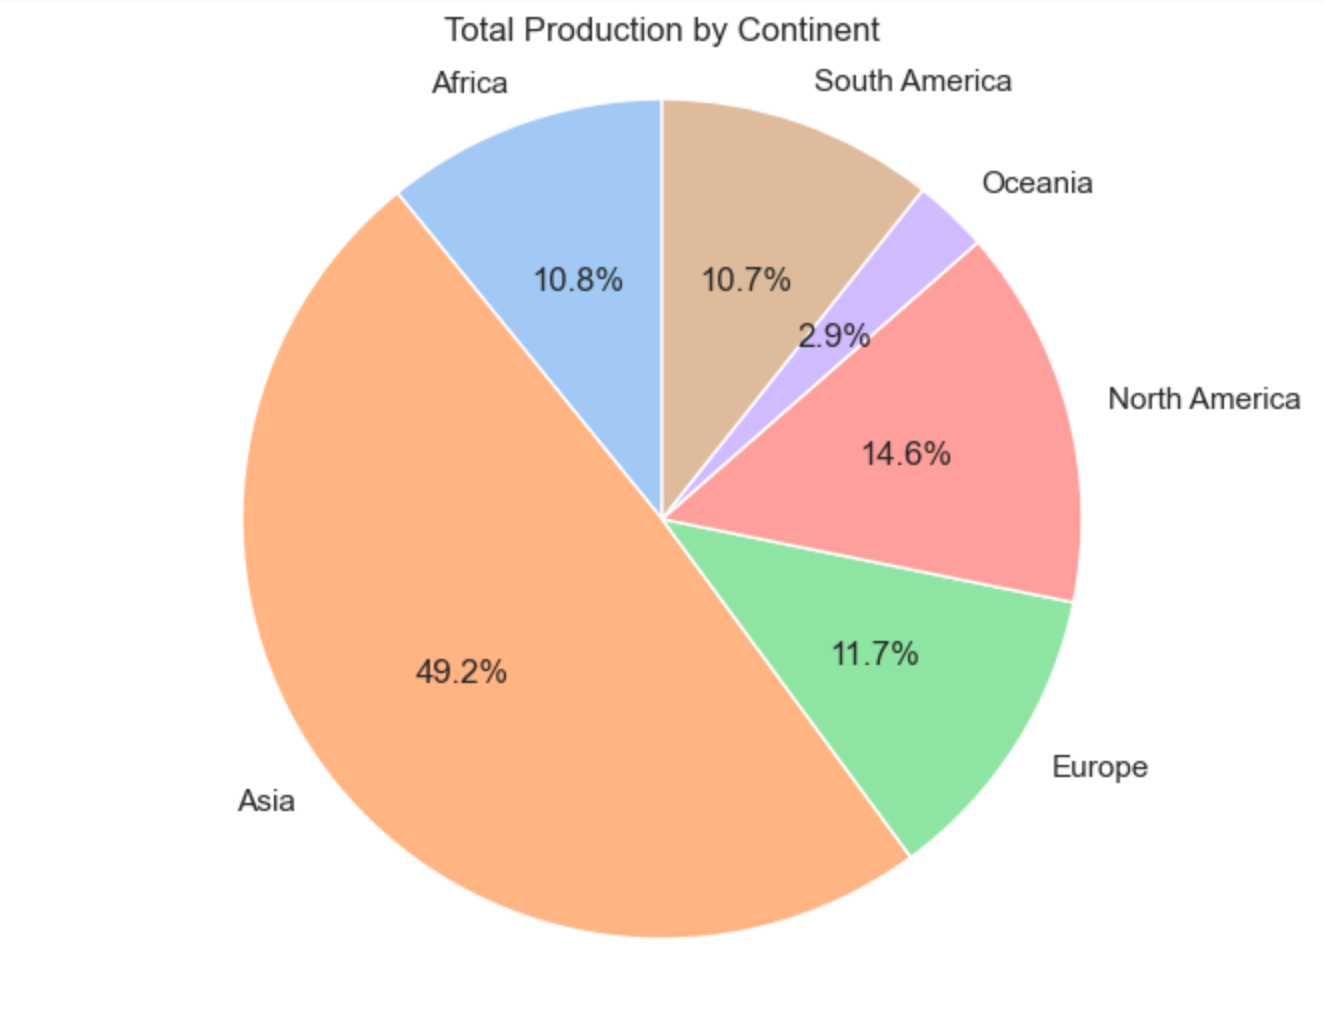 Total Production by Continent
Africa
South America
Oceania
10.8%
10.7%
2.9%
North America
14.6%
11.7%
49.2%
Europe
Asia